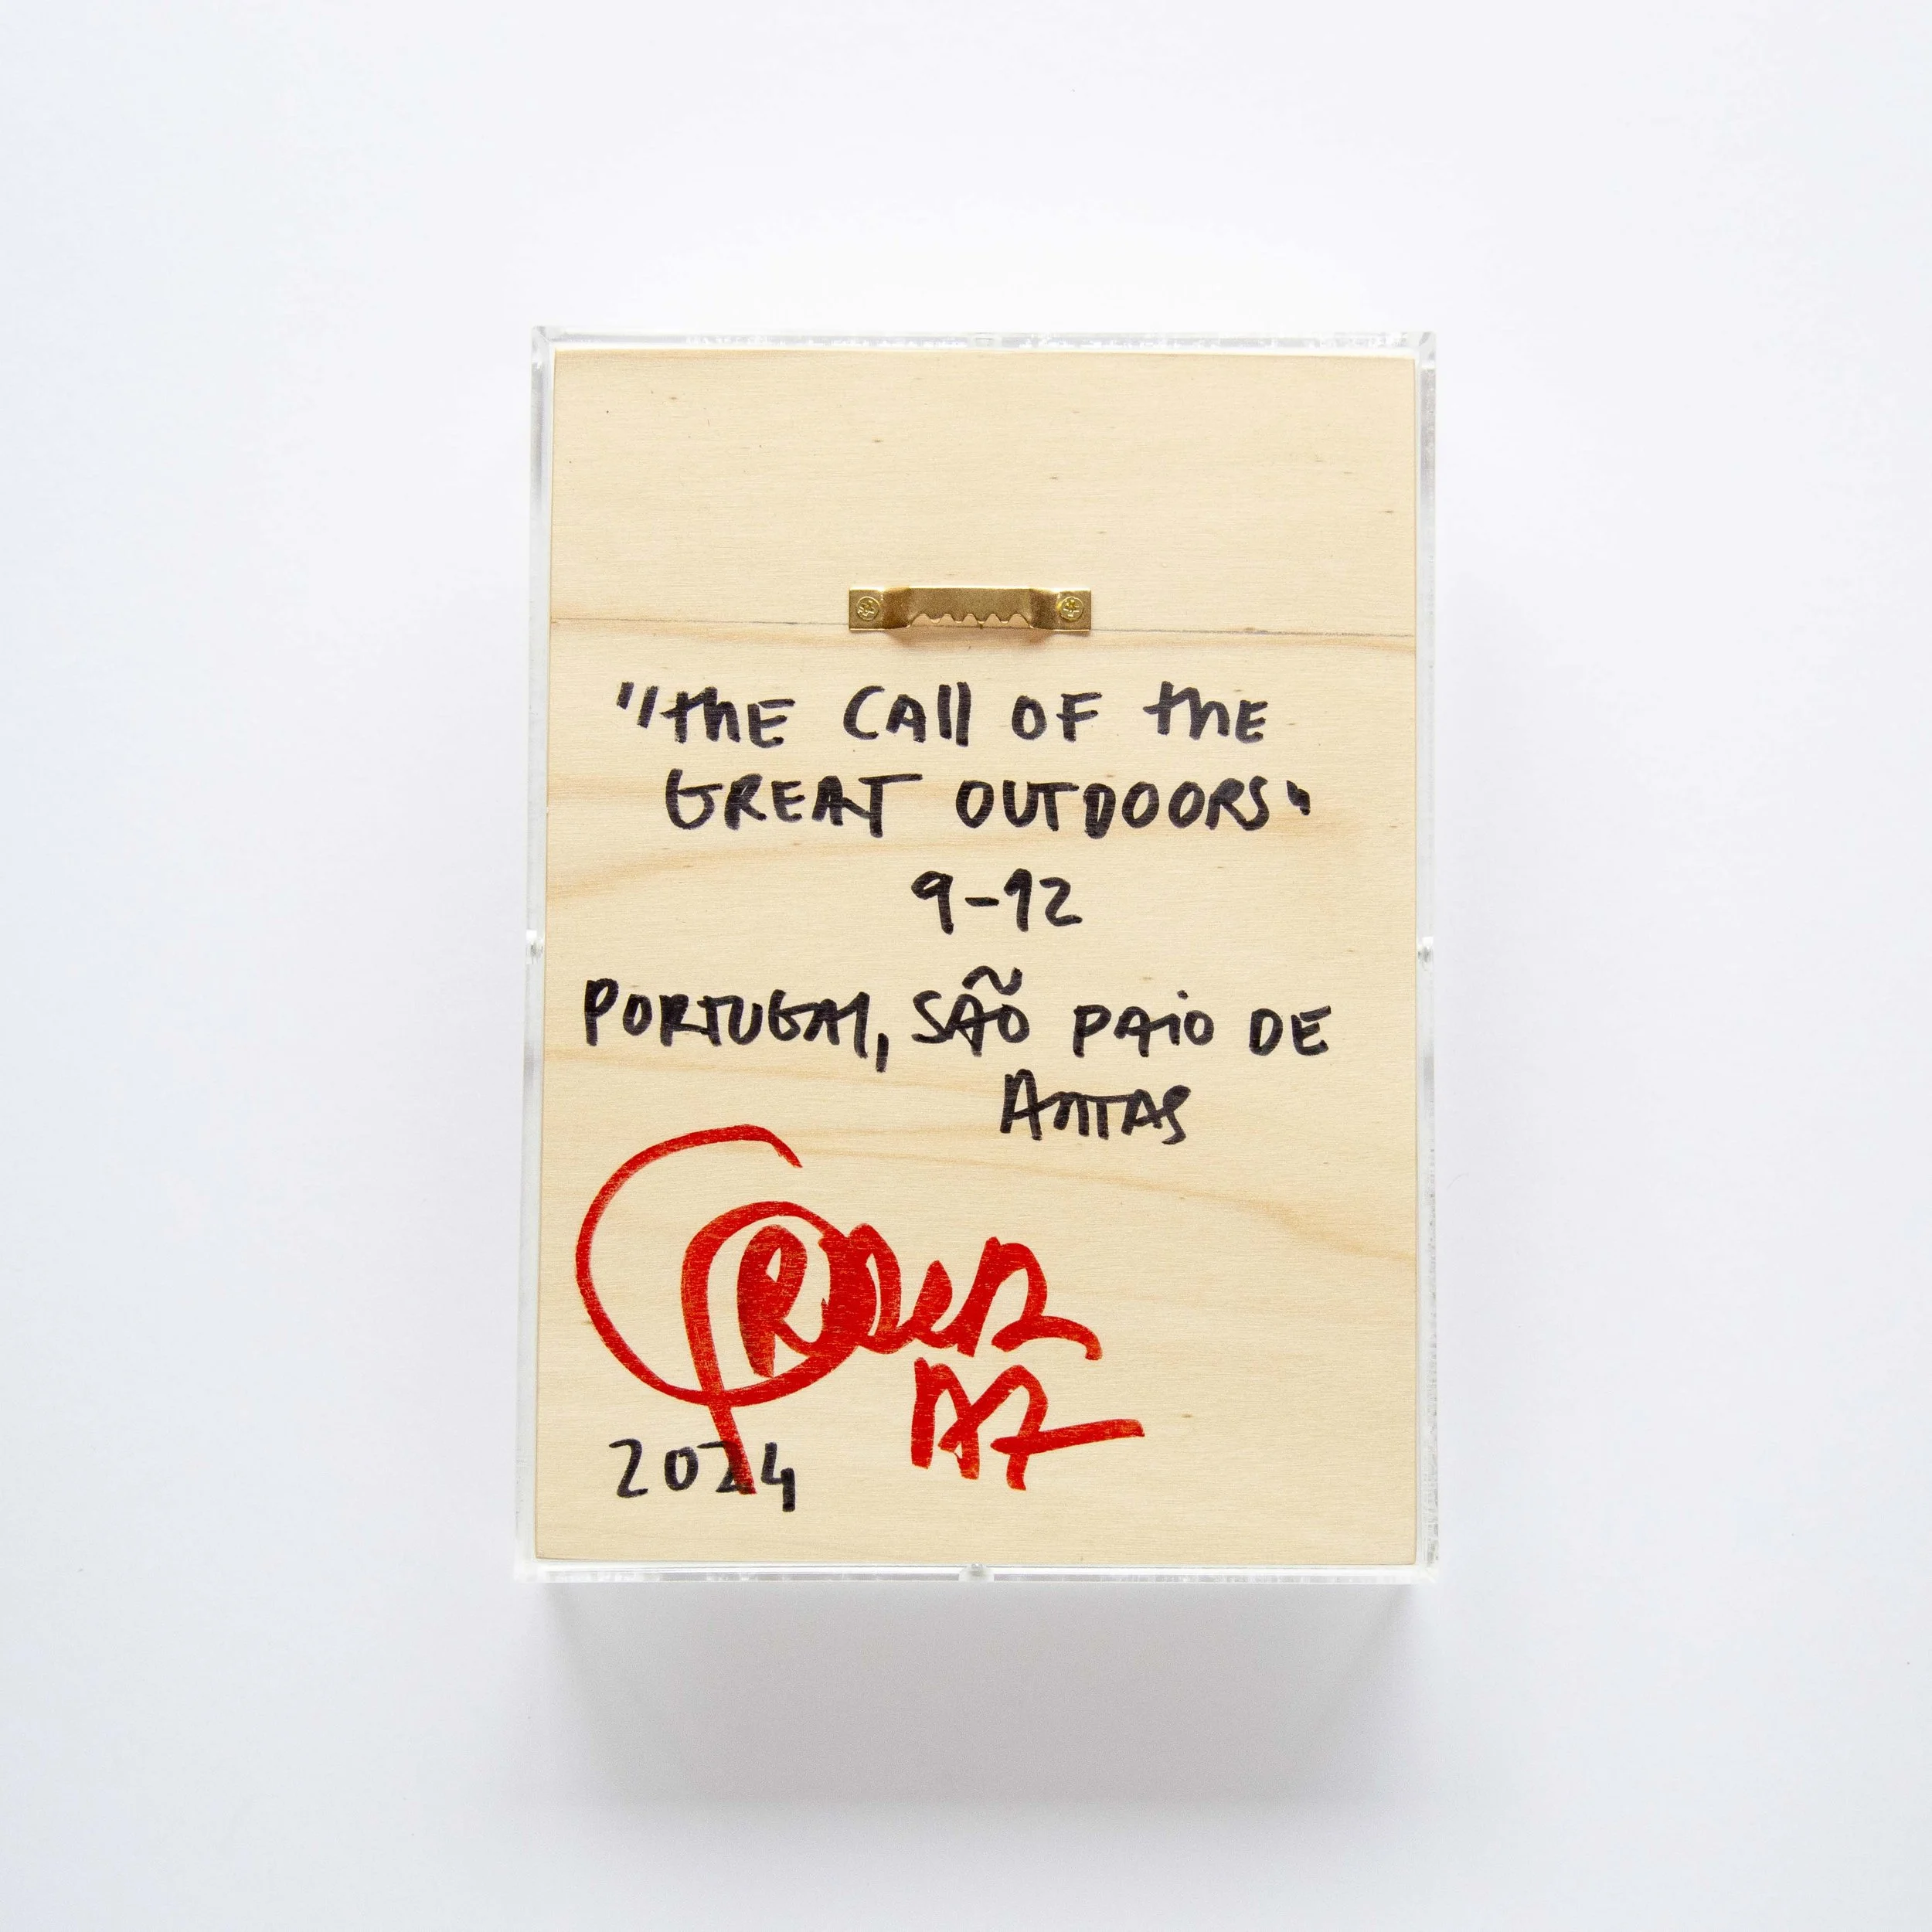 "the Call OF the
GREAT OUTDOORS"
9-12
PORTUGAL, SÃO PAiO DE
ANTAS
2024